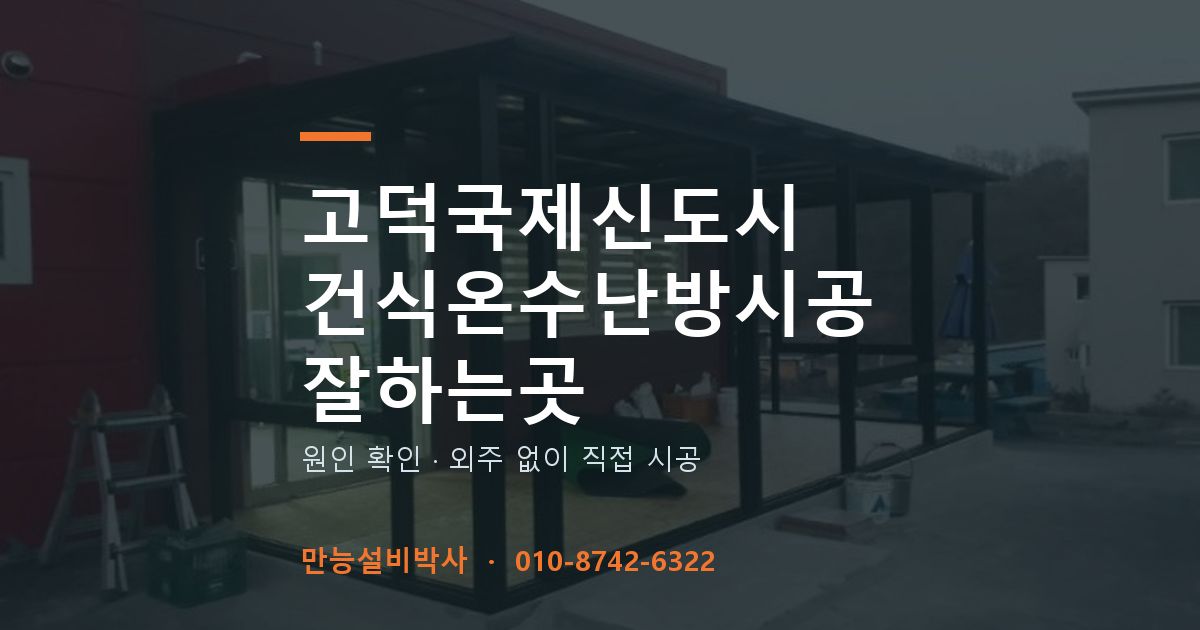 고덕국제신도시
건식온수난방시공
잘하는곳
원인 확인 · 외주 없이 직접 시공
만능설비박사 · 010-8742-6322